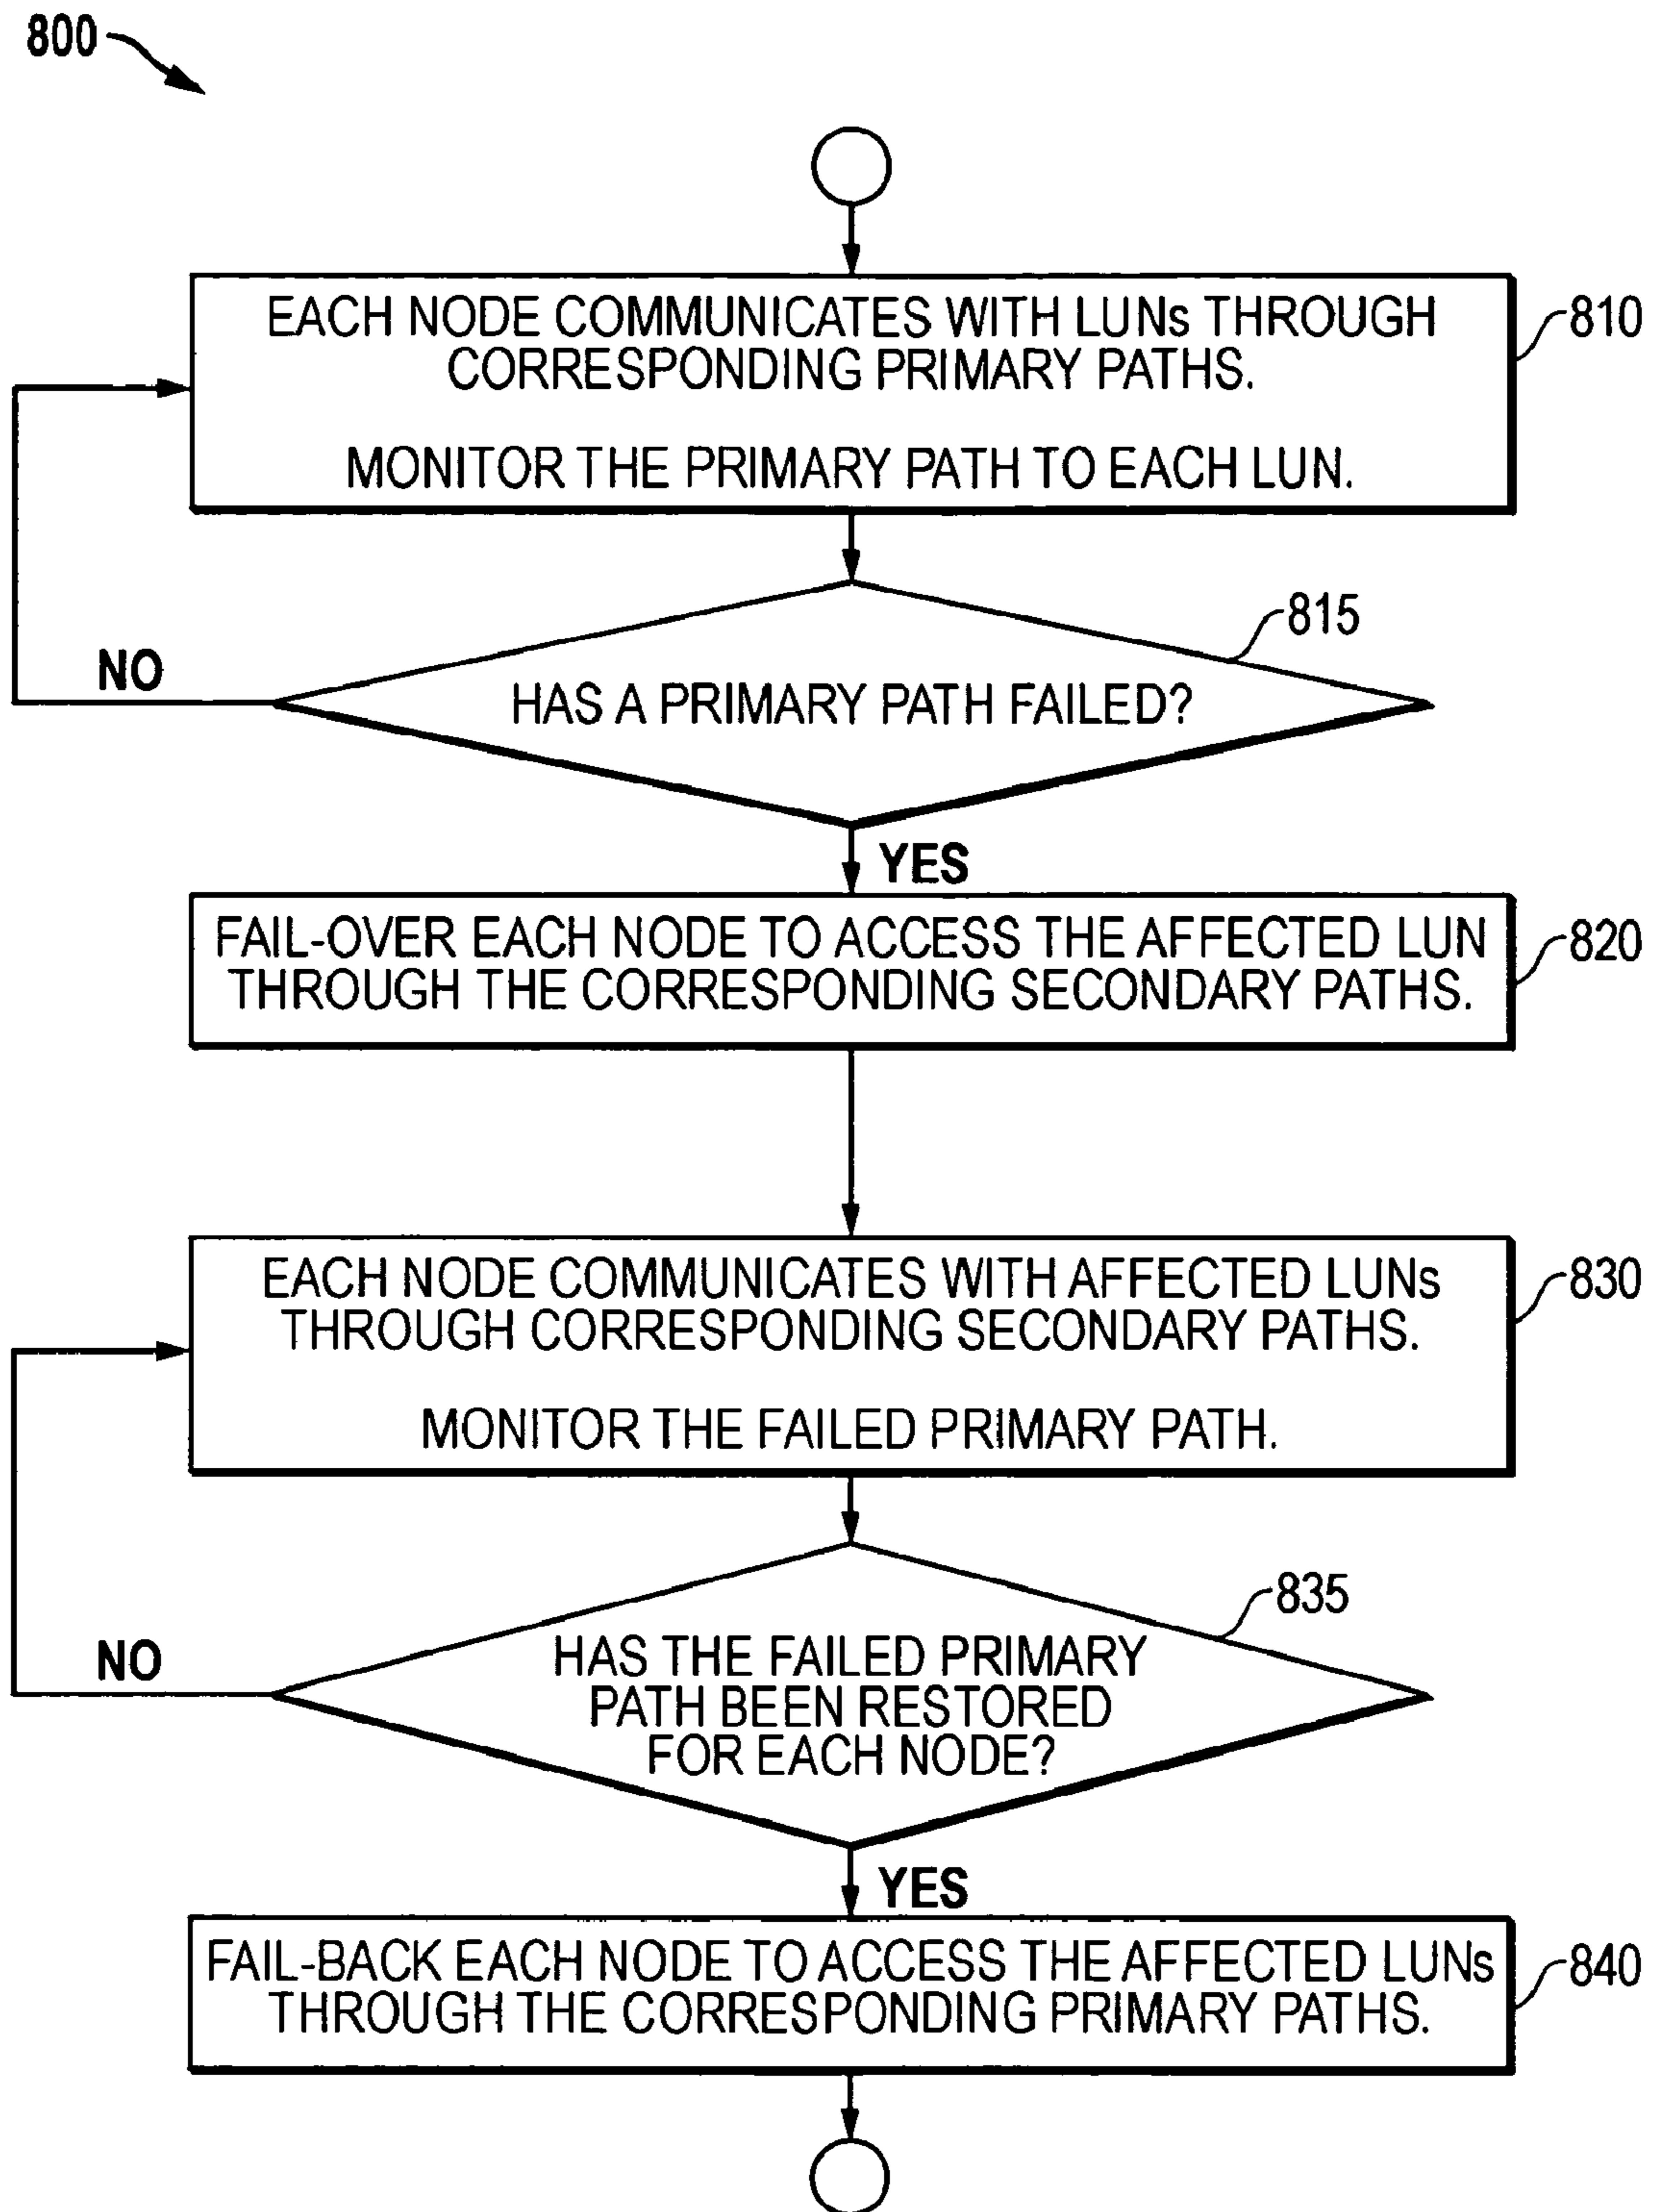 800
EACH NODE COMMUNICATES WITH LUNs THROUGH
CORRESPONDING PRIMARY PATHS.
MONITOR THE PRIMARY PATH TO EACH LUN.
810
815
NO
HAS A PRIMARY PATH FAILED?
YES
FAIL-OVER EACH NODE TO ACCESS THE AFFECTED LUN
THROUGH THE CORRESPONDING SECONDARY PATHS.
820
EACH NODE COMMUNICATES WITH AFFECTED LUNs
THROUGH CORRESPONDING SECONDARY PATHS.
MONITOR THE FAILED PRIMARY PATH.
830
835
NO
HAS THE FAILED PRIMARY
PATH BEEN RESTORED
FOR EACH NODE?
YES
FAIL-BACK EACH NODE TO ACCESS THE AFFECTED LUNs
THROUGH THE CORRESPONDING PRIMARY PATHS.
840